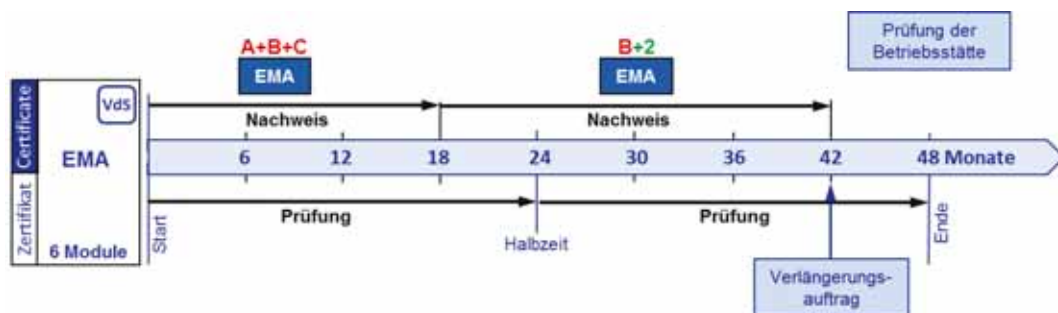 A+B+C
B+2
Prüfung der
Betriebsstätte
EMA
EMA
Certificate
VdS
Nachweis
Nachweis
EMA
6 12 18 24 30 36 42 48 Monate
Zertifikat
6 Module
Start
Prüfung
Halbzeit
Prüfung
Ende
Verlängerungs-
auftrag